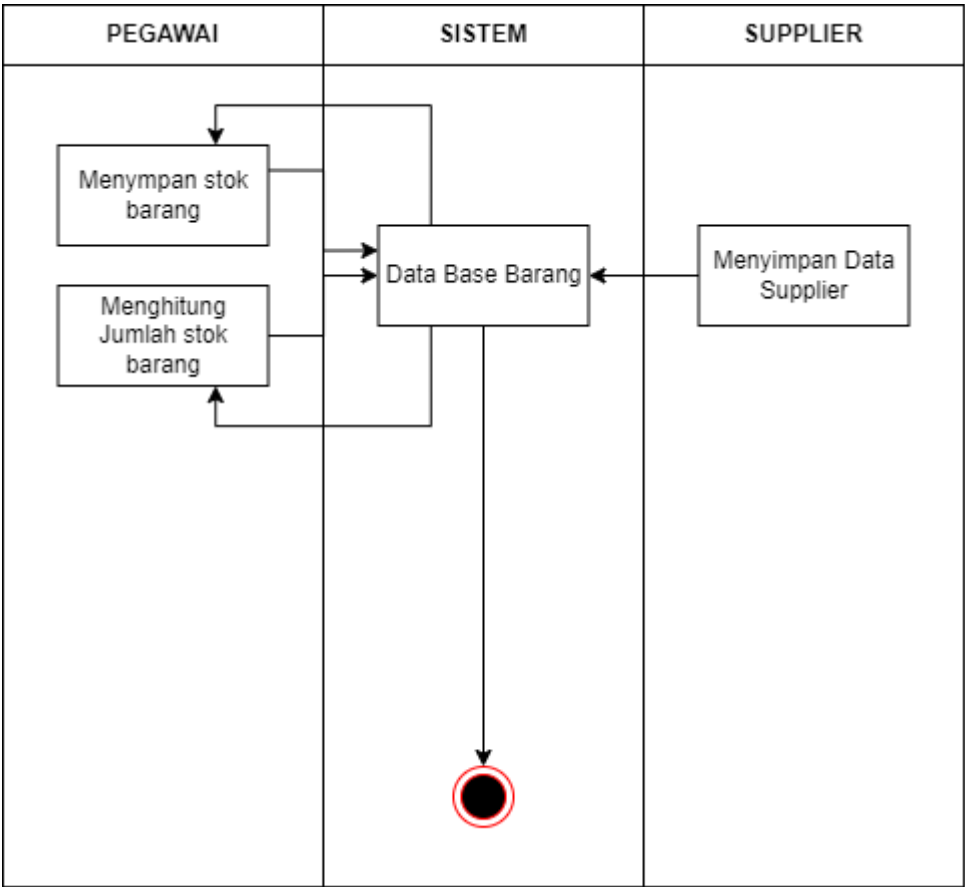 PEGAWAI
SISTEM
SUPPLIER
Menympan stok
barang
Menghitung
Jumlah stok
barang
Data Base Barang
Menyimpan Data
Supplier